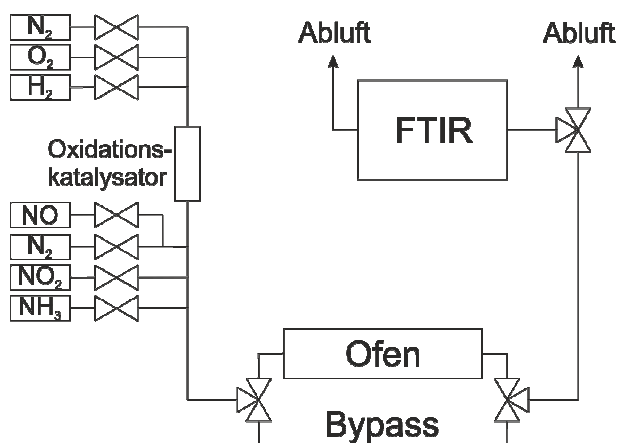 N₂
O₂
H₂
Oxidations-
katalysator
NO
N₂
NO₂
NH₃
Abluft
Abluft
FTIR
Ofen
Bypass